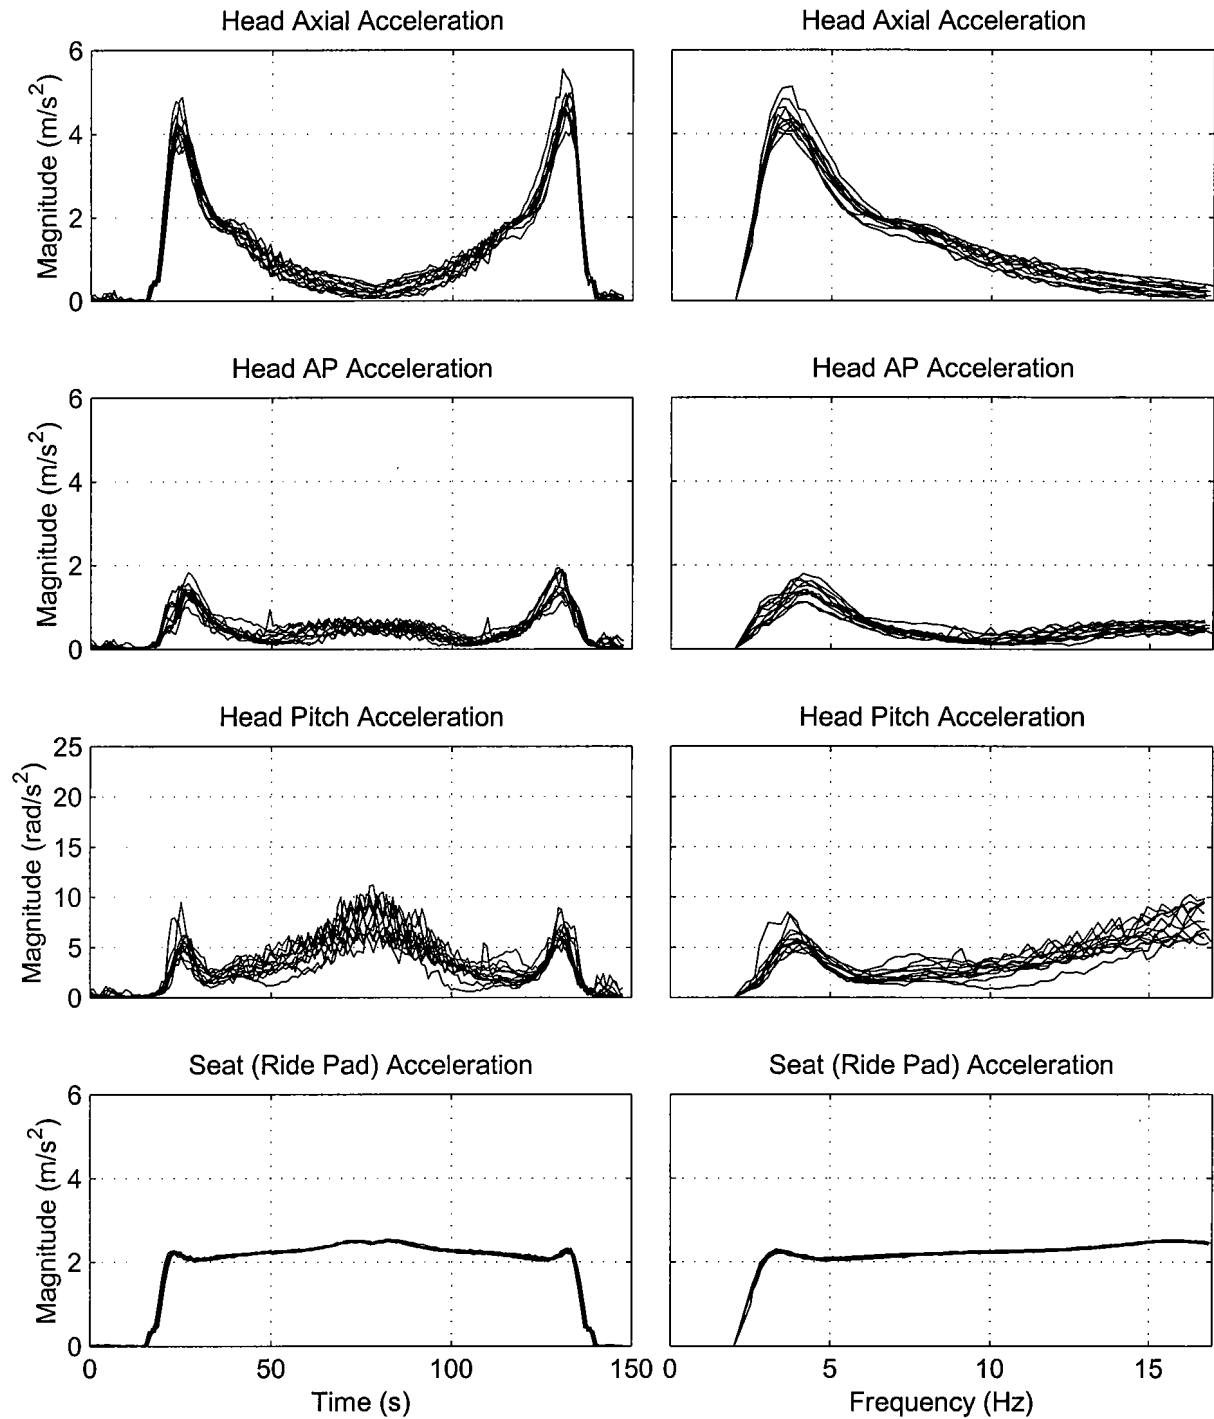 Head Axial Acceleration
Head Axial Acceleration
Magnitude (m/s²)
6
4
2
0
Head AP Acceleration
Head AP Acceleration
Magnitude (m/s²)
6
4
2
0
Head Pitch Acceleration
Head Pitch Acceleration
Magnitude (rad/s²)
25
20
15
10
5
0
Seat (Ride Pad) Acceleration
Seat (Ride Pad) Acceleration
Magnitude (m/s²)
6
4
2
0
0 50 100 150 0 5 10 15
Time (s) Frequency (Hz)